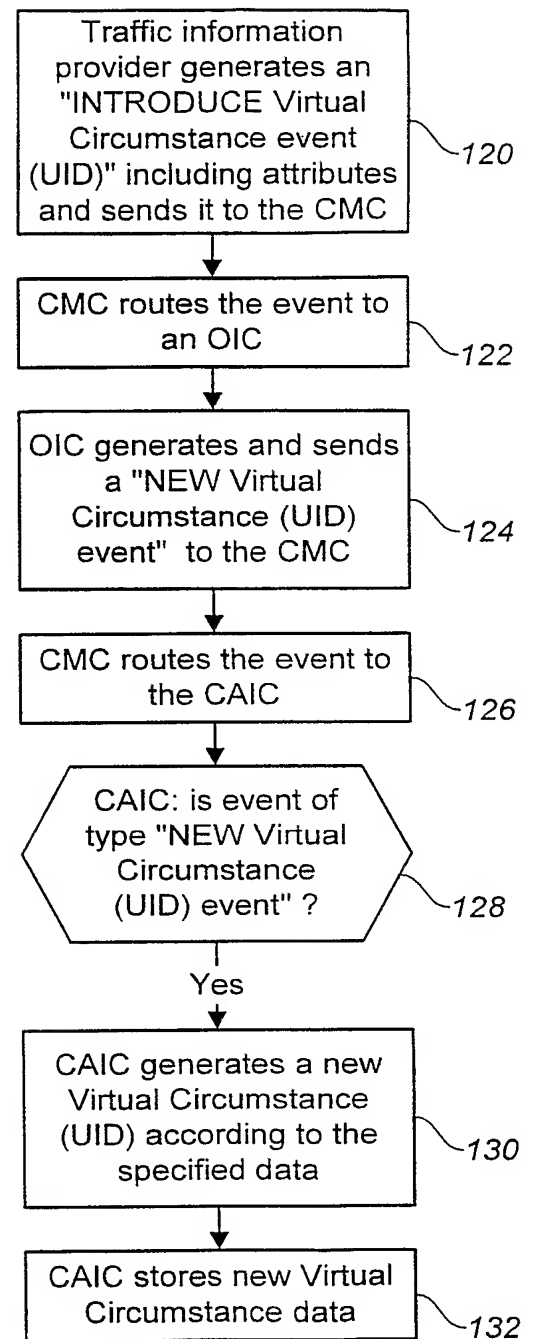 Traffic information
provider generates an
"INTRODUCE Virtual
Circumstance event
(UID)" including attributes
and sends it to the CMC
120
CMC routes the event to
an OIC
122
OIC generates and sends
a "NEW Virtual
Circumstance (UID)
event" to the CMC
124
CMC routes the event to
the CAIC
126
CAIC: is event of
type "NEW Virtual
Circumstance
(UID) event" ?
128
Yes
CAIC generates a new
Virtual Circumstance
(UID) according to the
specified data
130
CAIC stores new Virtual
Circumstance data
132